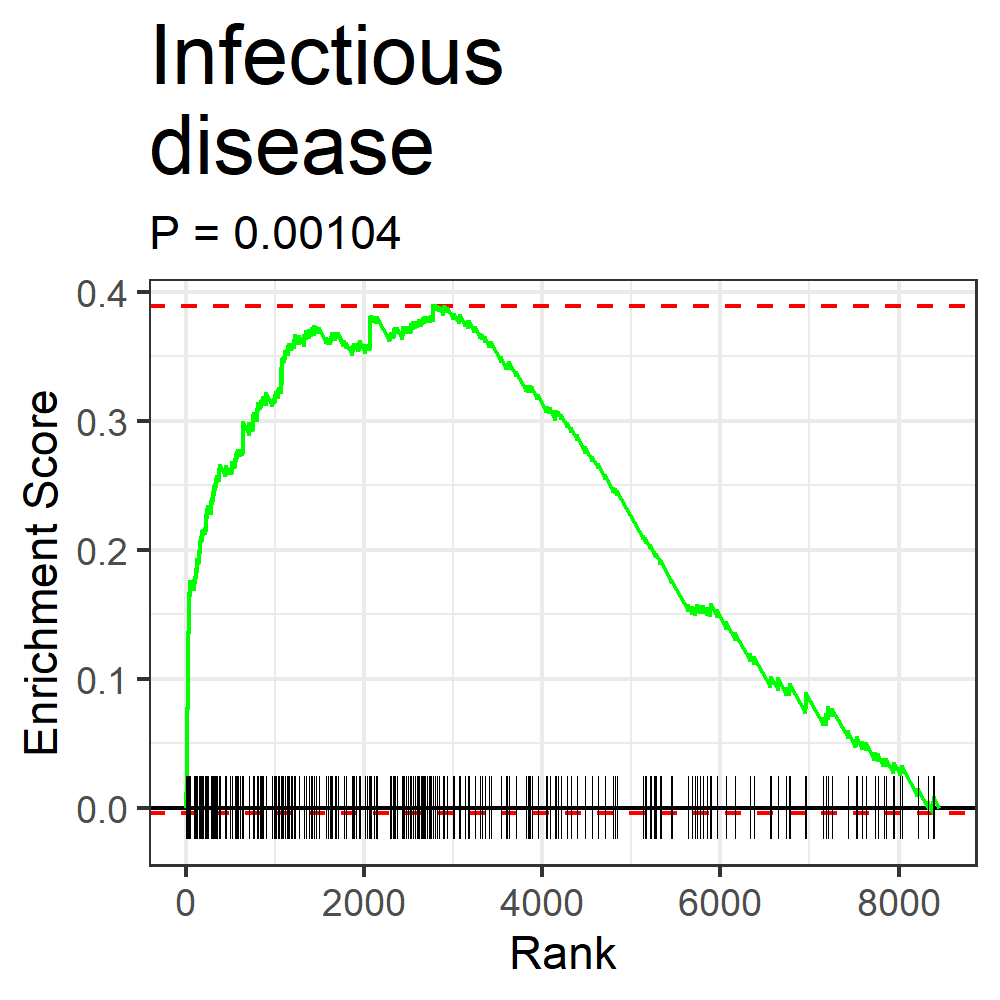 Infectious
disease
P = 0.00104
0.4
0.3
0.2
0.1
0.0
Enrichment Score
0 2000 4000 6000 8000
Rank